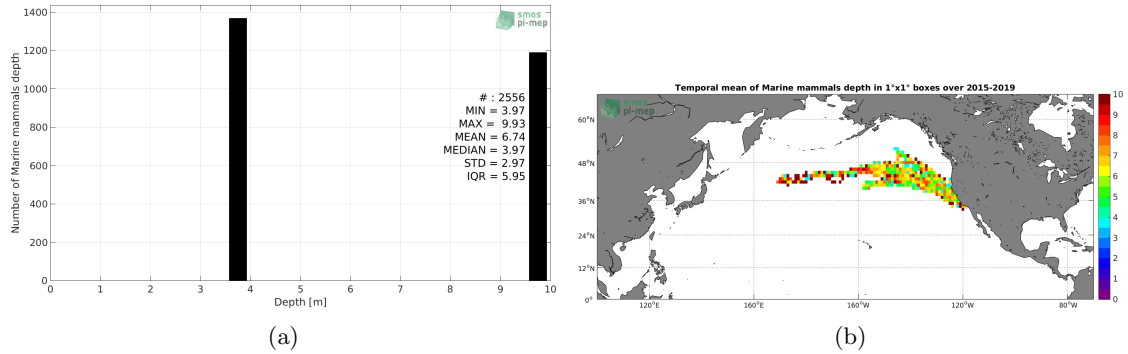 1400
1200
1000
800
600
400
200
0
Number of Marine mammals depth
smos
pi-mep
# : 2556
MIN = 3.97
MAX = 9.93
MEAN = 6.74
MEDIAN = 3.97
STD = 2.97
IQR = 5.95
0 1 2 3 4 5 6 7 8 9 10
Depth [m]
(a)
Temporal mean of Marine mammals depth in 1°x1° boxes over 2015-2019
smos
pi-mep
60°N
48°N
36°N
24°N
12°N
0°
120°E 160°E 160°W 120°W 80°W
10
9
8
7
6
5
4
3
2
1
0
(b)